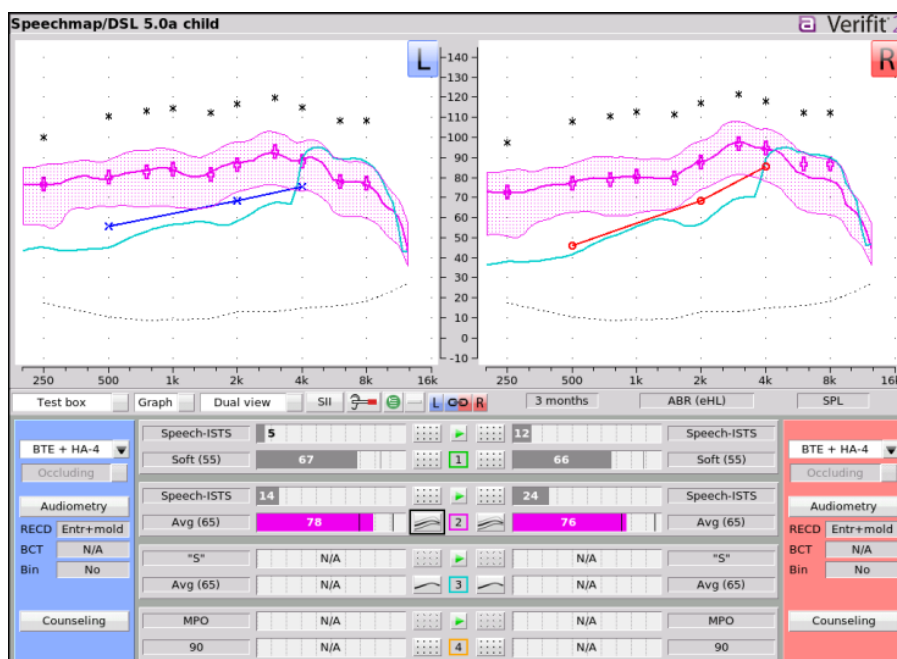 Speechmap/DSL 5.0a child
a Verifit 2
L
R
140
130
120
110
100
90
80
70
60
50
40
30
20
10
0
-10
250 500 1k 2k 4k 8k 16k
250 500 1k 2k 4k 8k 16k
Test box Graph Dual view SII L R 3 months ABR (eHL) SPL
Speech-ISTS 5 12 Speech-ISTS
BTE + HA-4 Soft (55) 67 1 66 Soft (55) BTE + HA-4
Occluding Occluding
Speech-ISTS 14 24 Speech-ISTS
Audiometry Avg (65) 78 2 76 Avg (65) Audiometry
RECD Entr+mold RECD Entr+mold
BCT N/A "S" N/A N/A "S" BCT N/A
Bin No Avg (65) N/A 3 N/A Avg (65) Bin No
Counseling MPO N/A N/A MPO Counseling
90 N/A 4 N/A 90